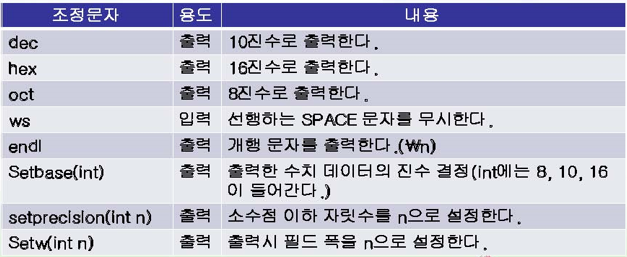 조정문자 용도 내용
dec 출력 10진수로 출력한다.
hex 출력 16진수로 출력한다.
oct 출력 8진수로 출력한다.
ws 입력 선행하는 SPACE 문자를 무시한다.
endl 출력 개행 문자를 출력한다.(₩n)
Setbase(int) 출력 출력한 수치 데이터의 진수 결정(int에는 8, 10, 16
이 들어간다.)
setprecision(int n) 출력 소수점 이하 자릿수를 n으로 설정한다.
Setw(int n) 출력 출력시 필드 폭을 n으로 설정한다.